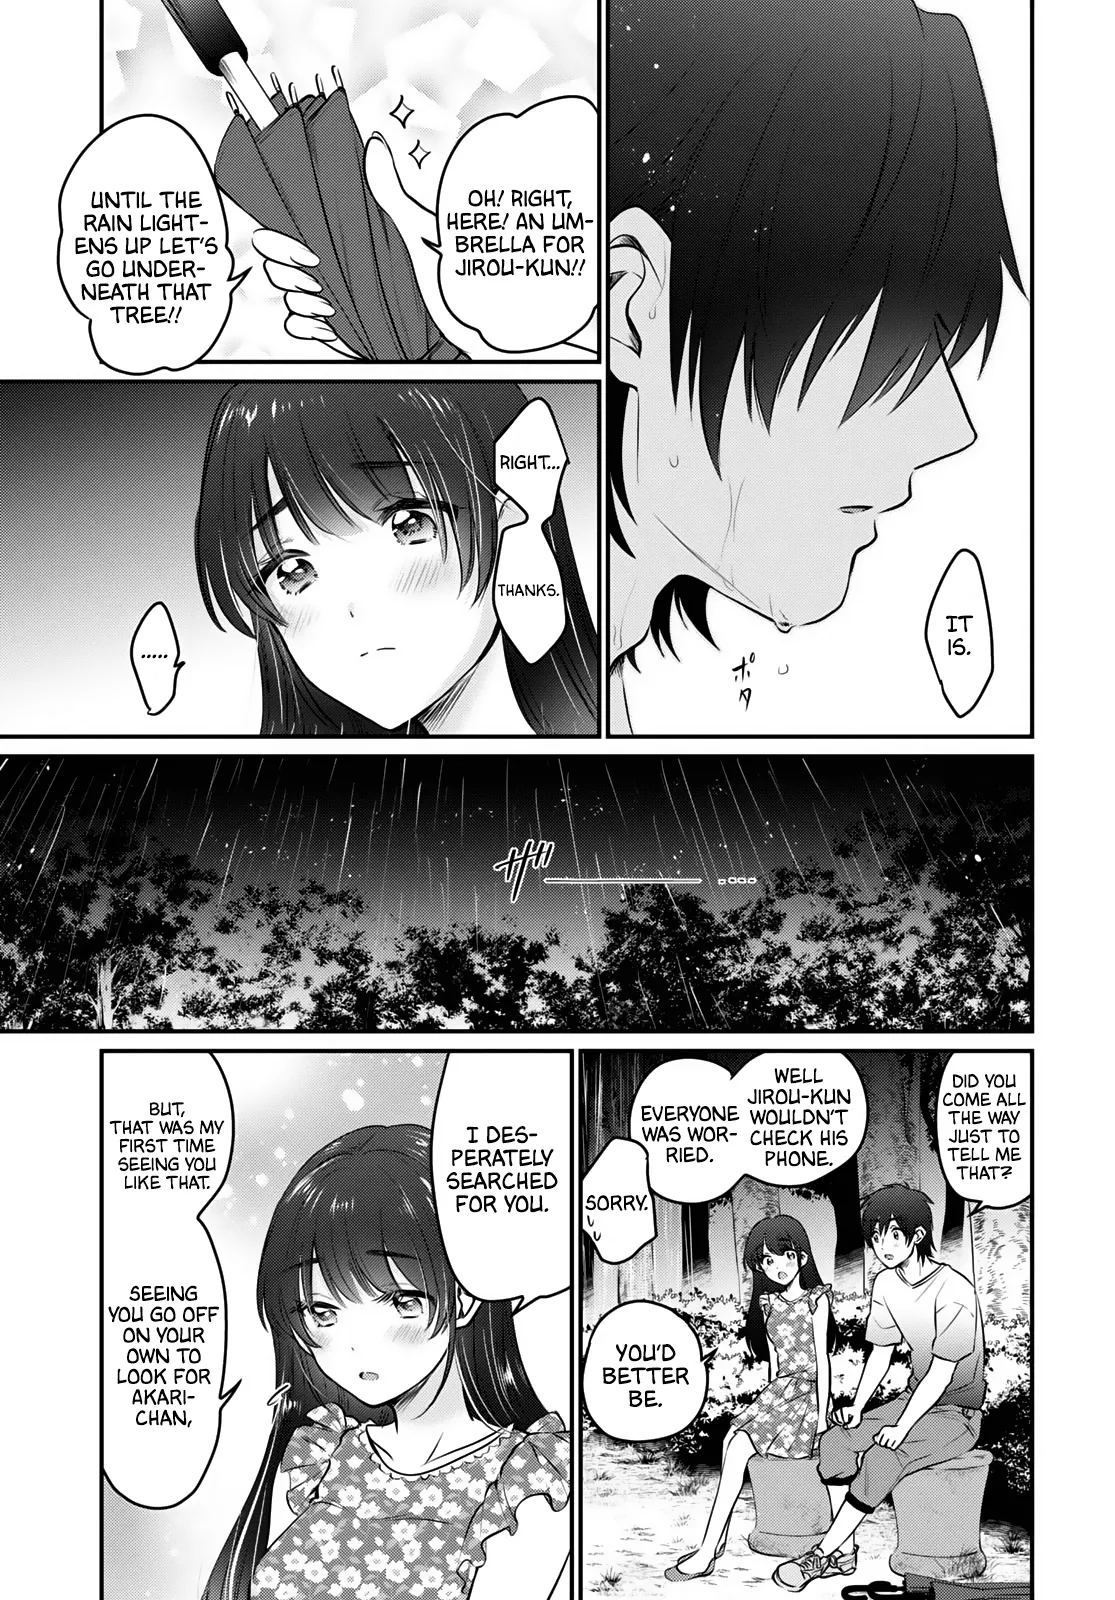 IT
IS.
ポタ
OH! RIGHT,
HERE! AN UM-
BRELLA FOR
JIROU-KUN!!
UNTIL THE
RAIN LIGHT-
ENS UP LET'S
GO UNDER-
NEATH THAT
TREE!!
RIGHT...
THANKS.
......
ザ――...
DID YOU
COME ALL
THE WAY
JUST TO
TELL ME
THAT?
WELL
JIROU-KUN
WOULDN'T
CHECK HIS
PHONE.
EVERYONE
WAS WOR-
RIED.
SORRY.
YOU'D
BETTER
BE.
I DES-
PERATELY
SEARCHED
FOR YOU.
BUT,
THAT WAS MY
FIRST TIME
SEEING YOU
LIKE THAT.
SEEING
YOU GO OFF
ON YOUR
OWN TO
LOOK FOR
AKARI-
CHAN,